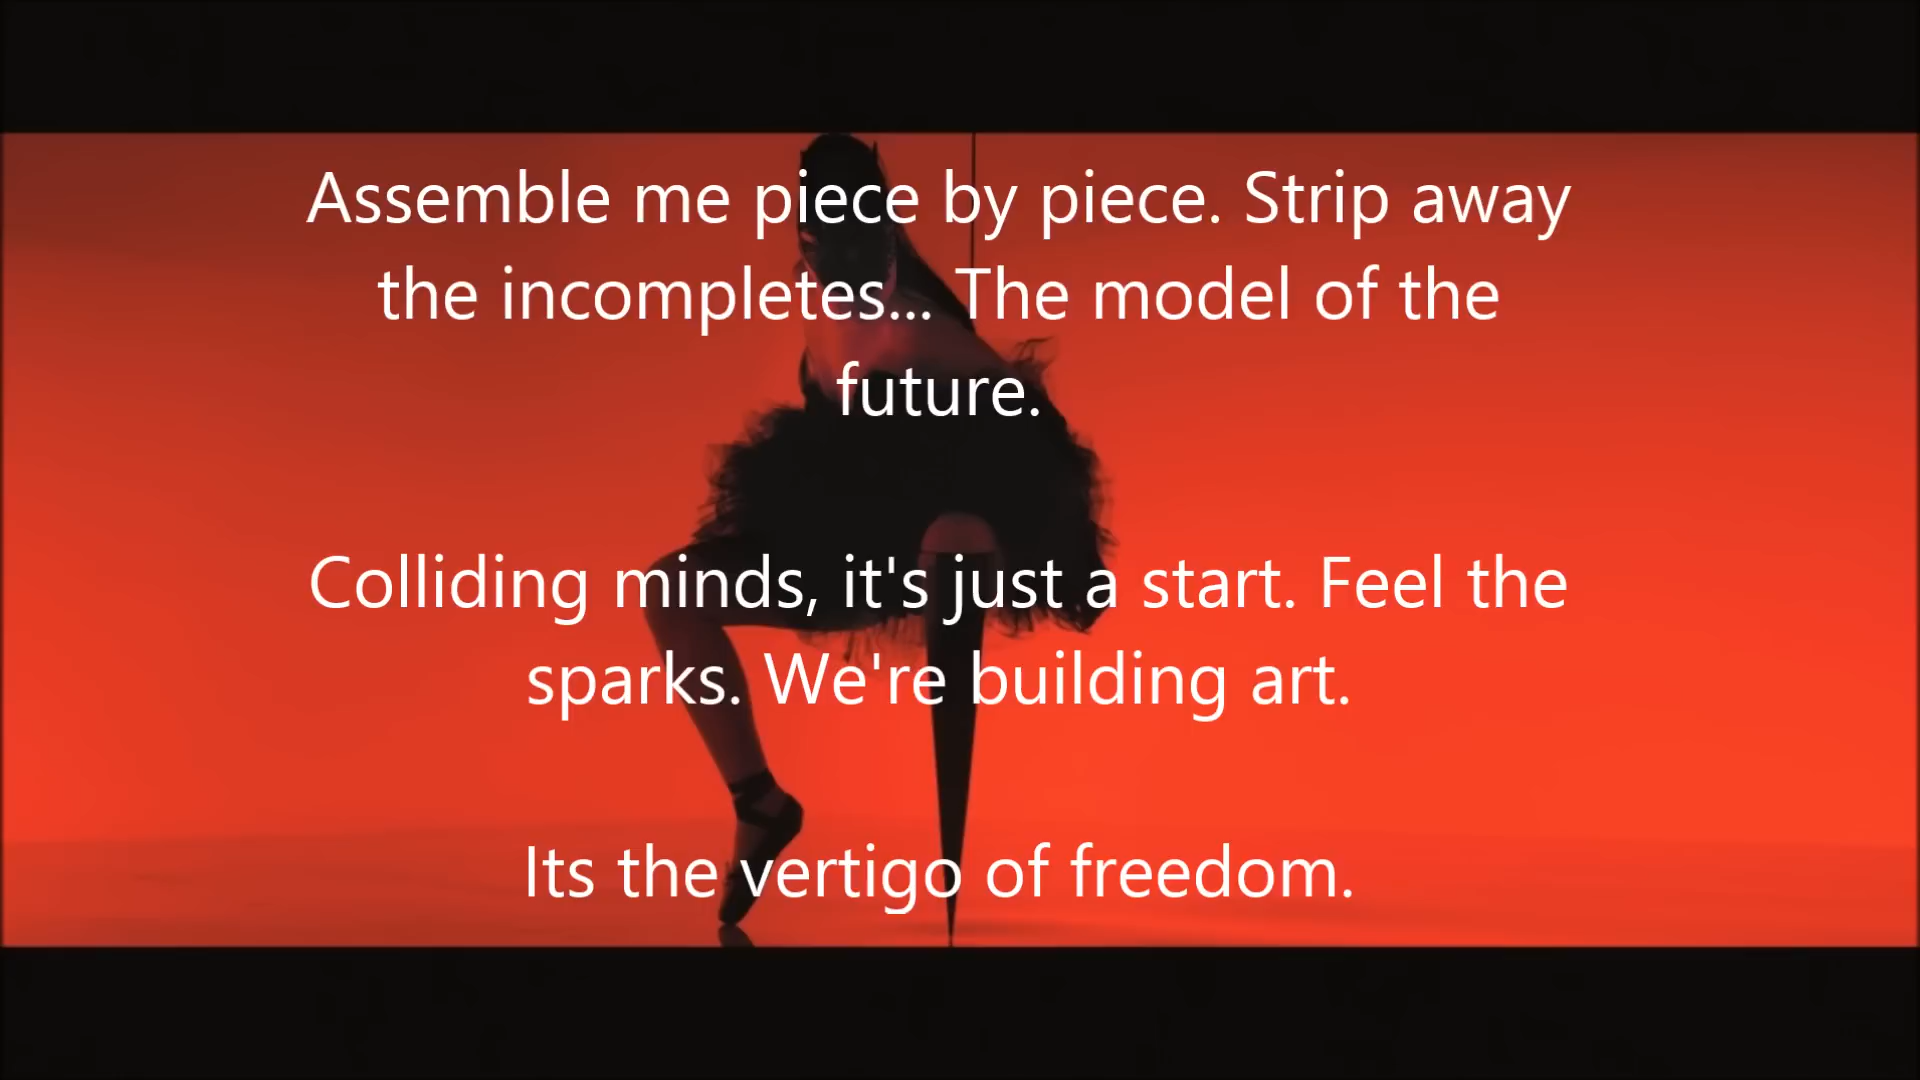 Assemble me piece by piece. Strip away
the incompletes... The model of the
future.
Colliding minds, it's just a start. Feel the
sparks. We're building art.
Its the vertigo of freedom.